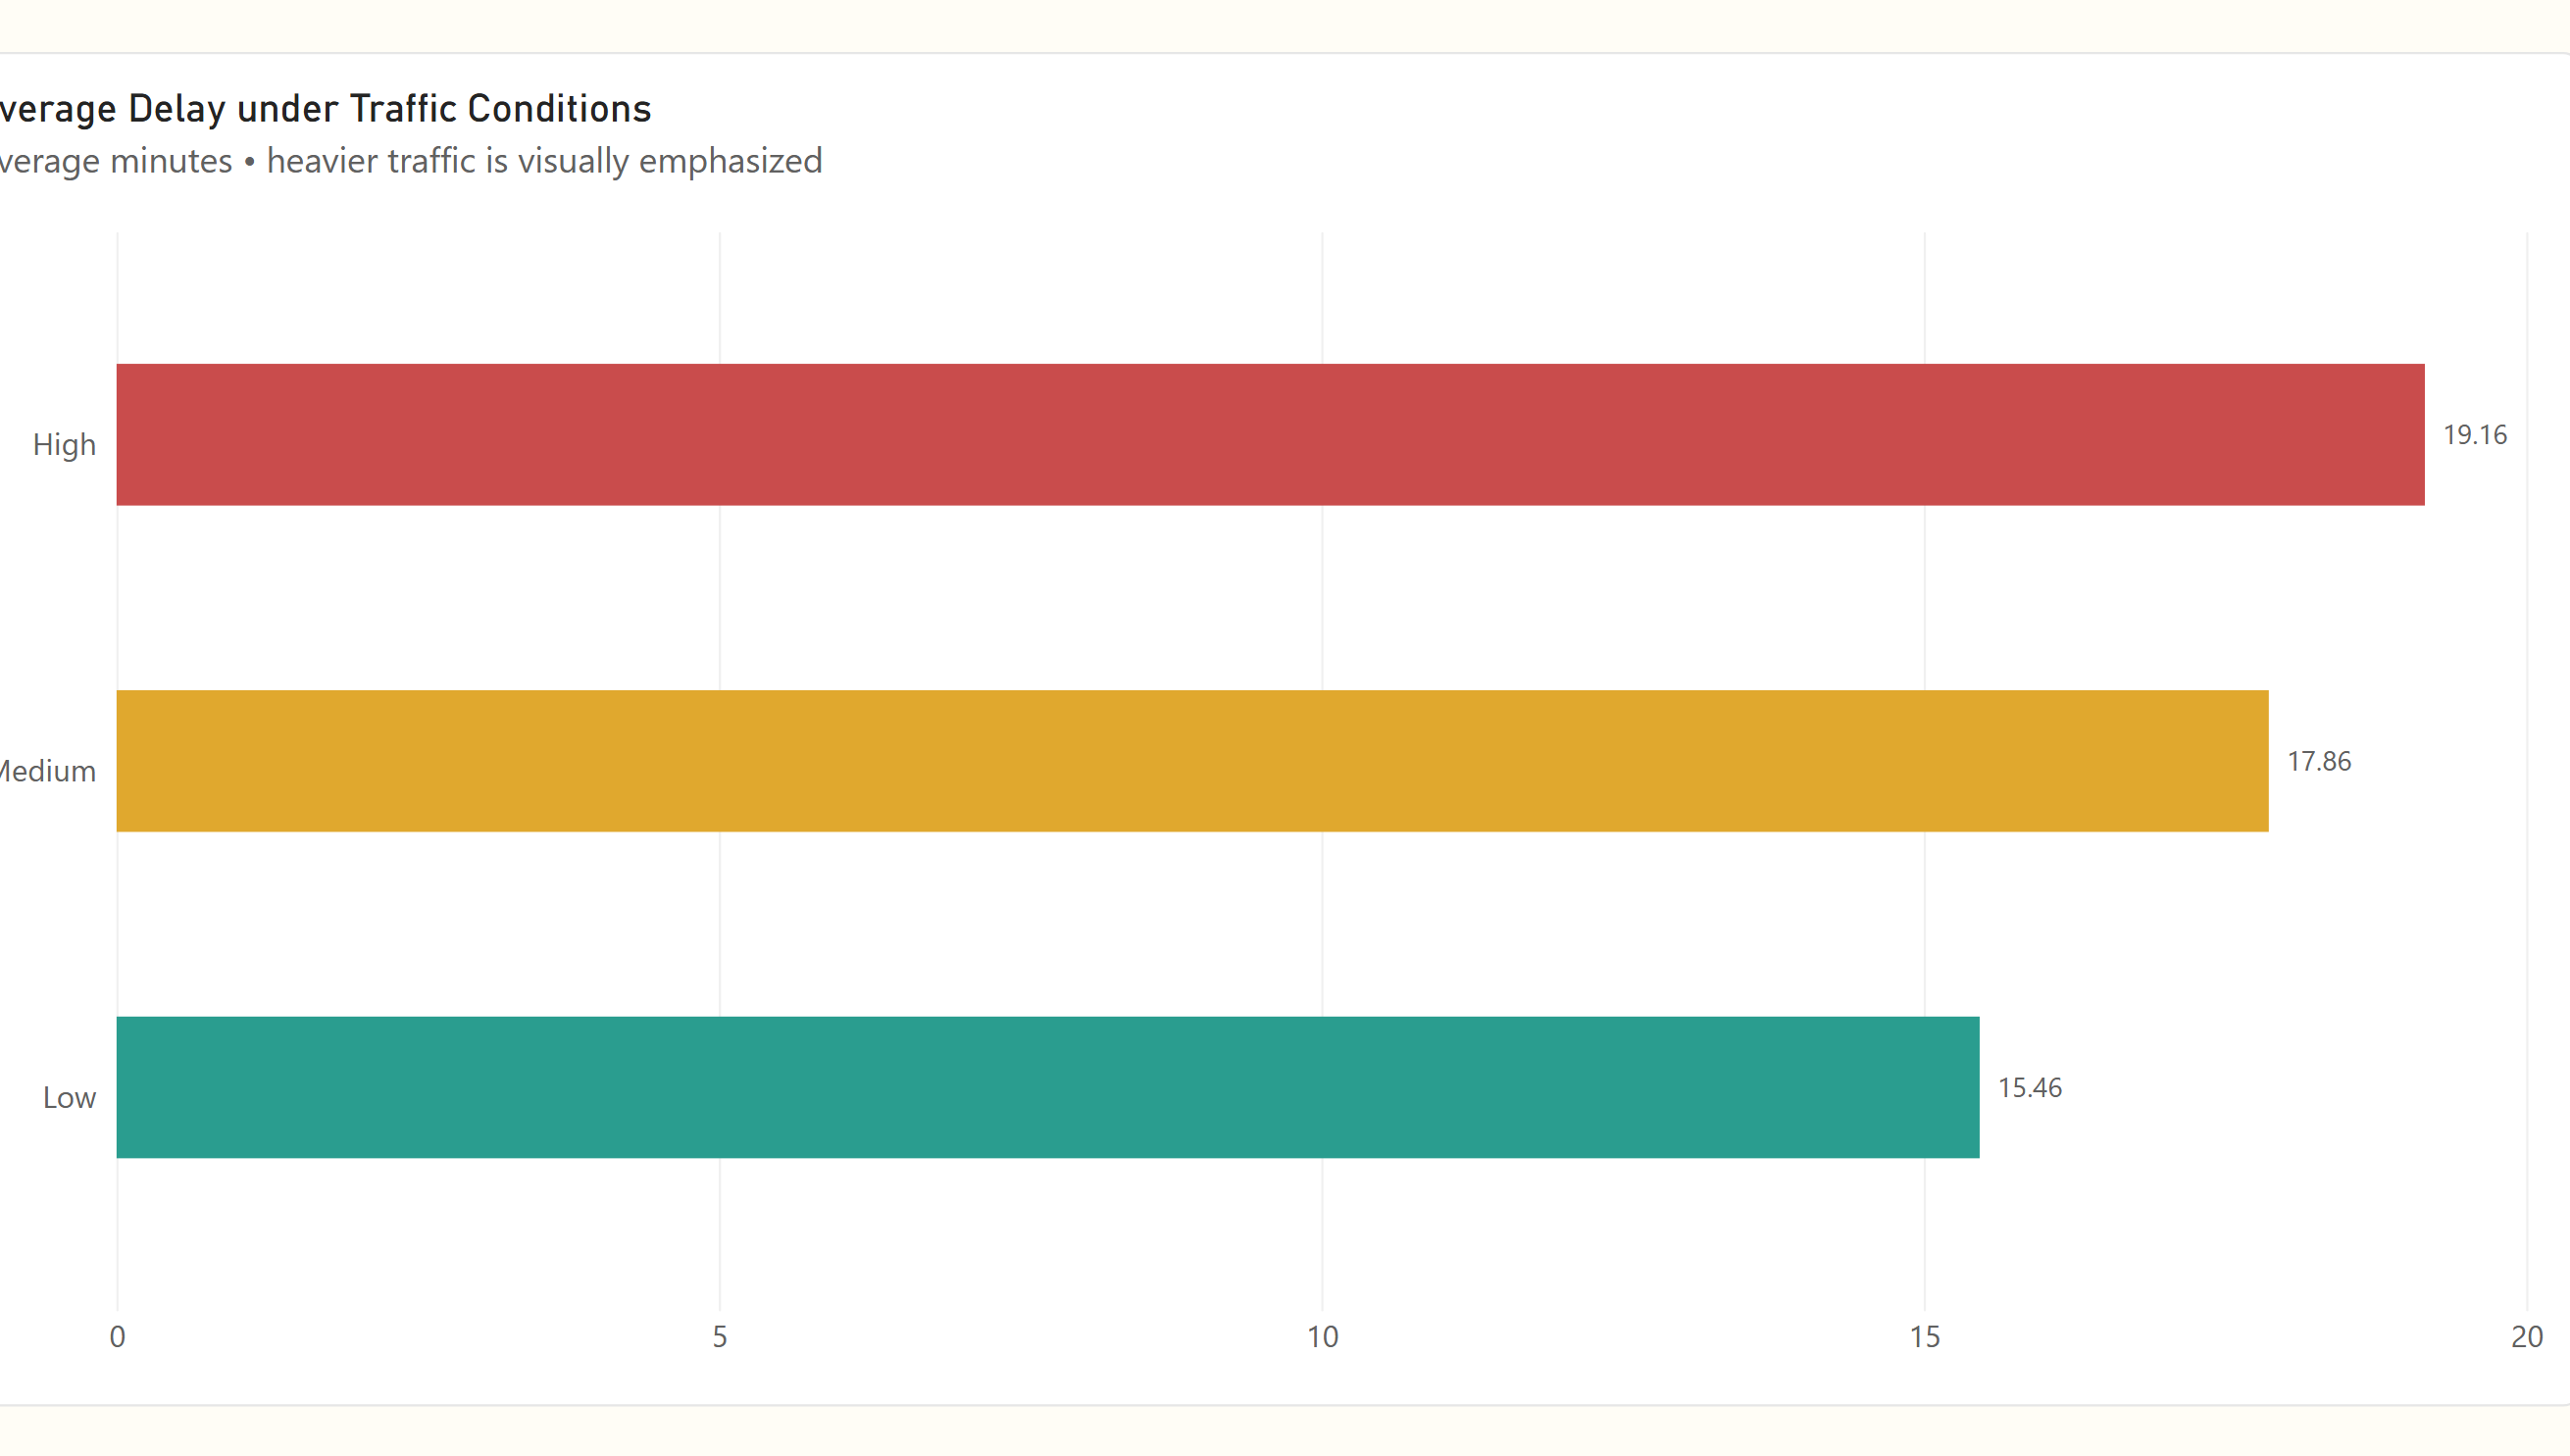 verage Delay under Traffic Conditions
verage minutes • heavier traffic is visually emphasized
High
19.16
Medium
17.86
Low
15.46
0 5 10 15 20